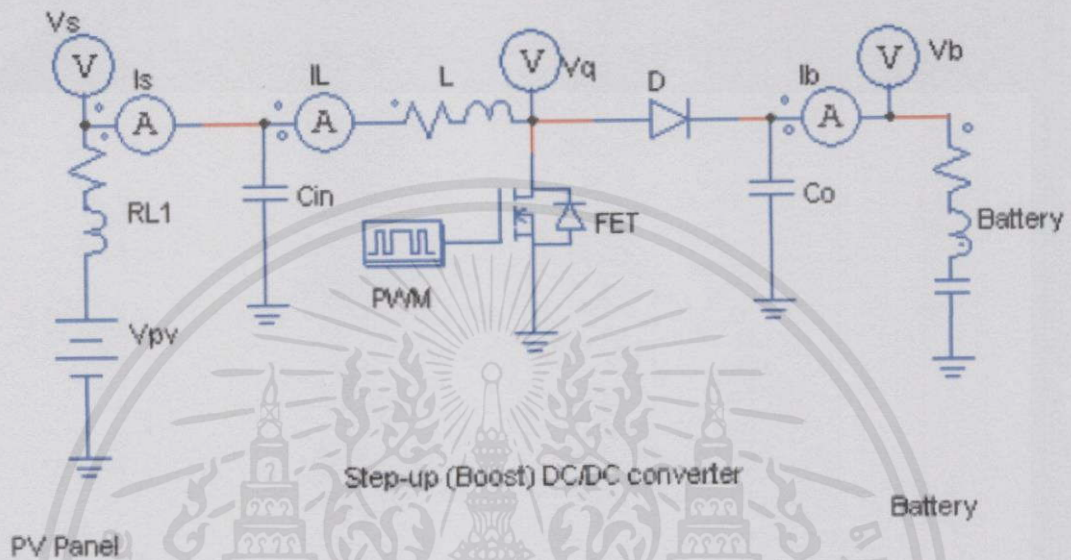 Vs
V
Is
A
IL
A
L
V
Vq
D
Ib
A
V
Vb
RL1
Cin
PWM
FET
Co
Battery
Vpv
Step-up (Boost) DC/DC converter
Battery
PV Panel